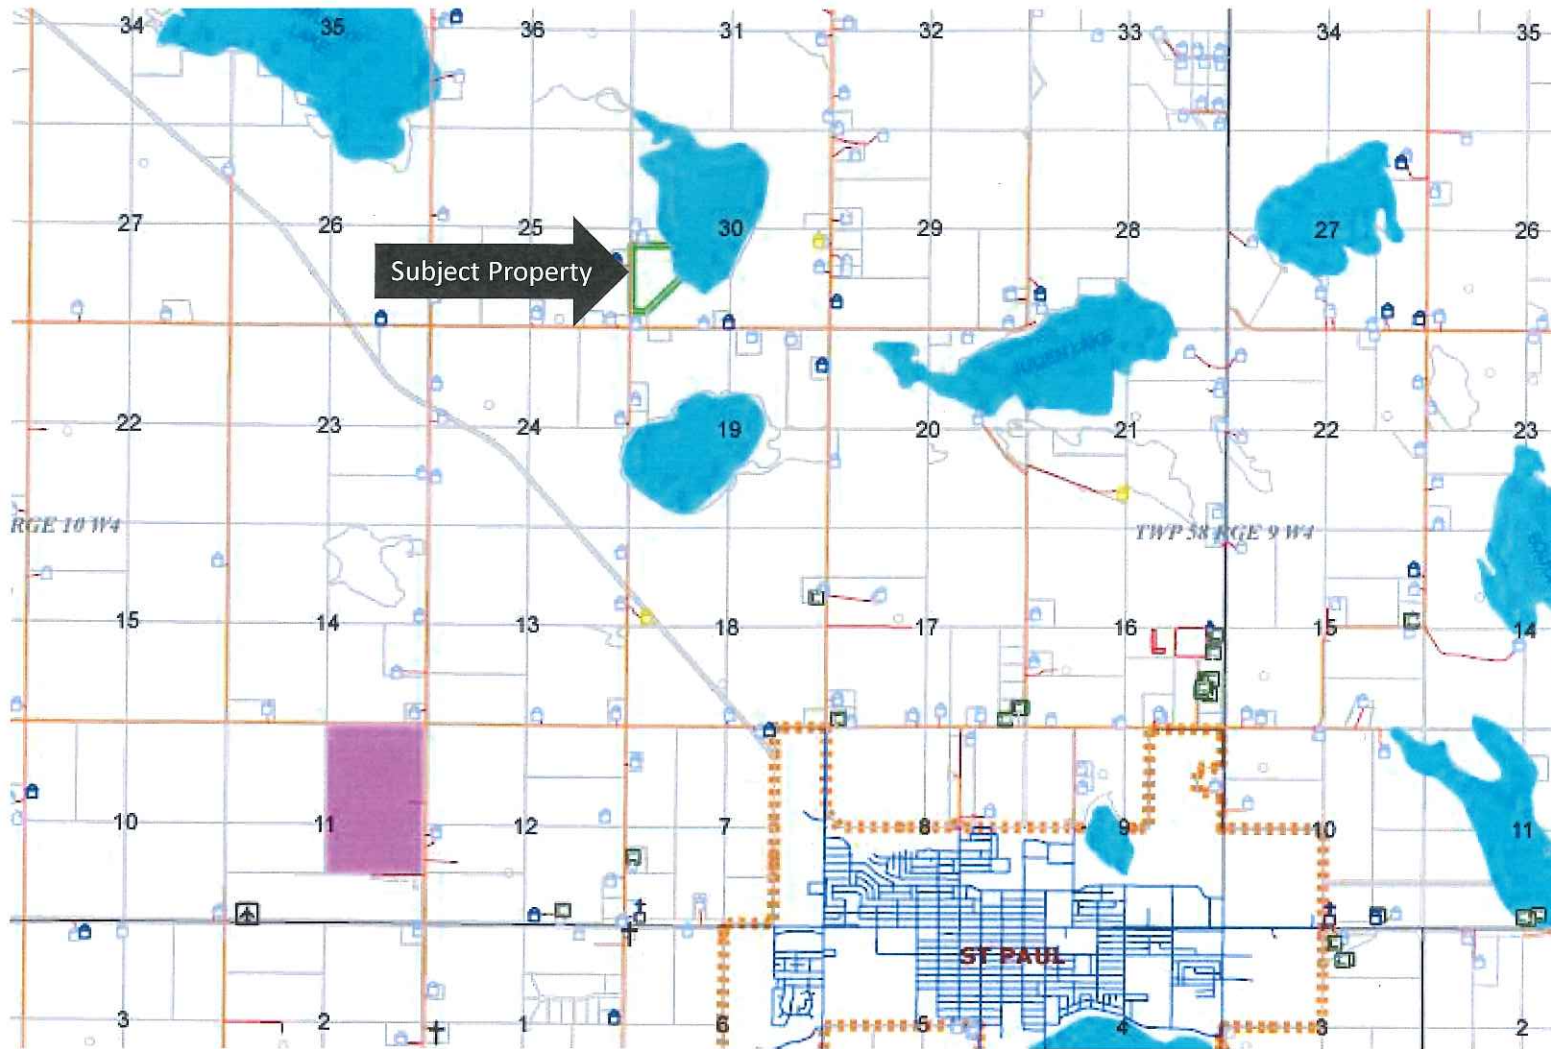 34 35 36 31 32 33 34 35
LAKE
27 26 25 30 29 28 27 26
Subject Property
22 23 24 19 20 21 22 23
RGE 10 W4
TWP 58 RGE 9 W4
15 14 13 18 17 16 15 14
10 11 12 7 8 9 10 11
ST PAUL
3 2 1 6 5 4 3 2